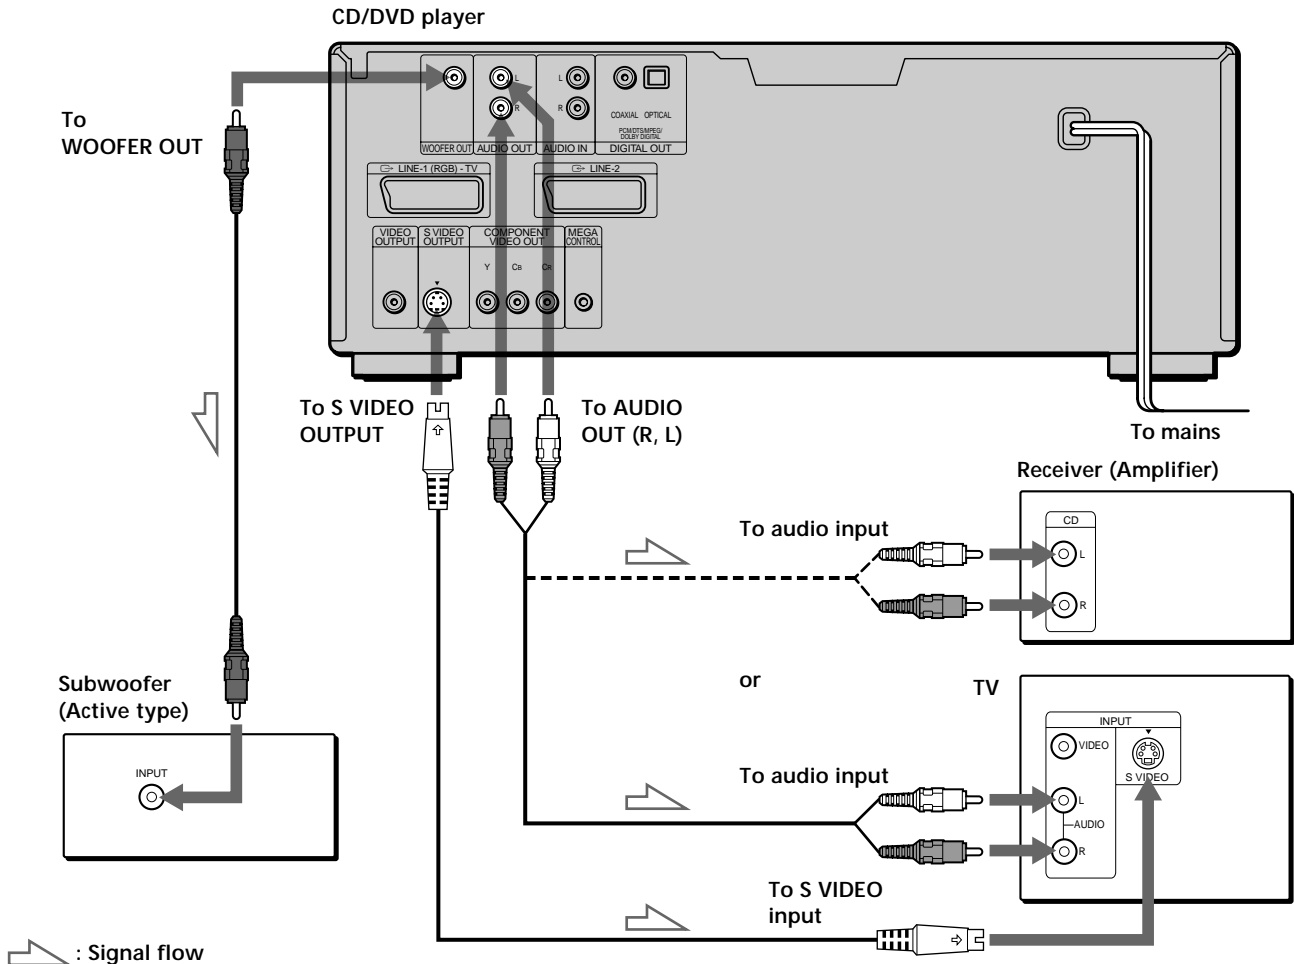 CD/DVD player
To
WOOFER OUT
L
R
L
R
COAXIAL OPTICAL
PCM/DTS/MPEG/
DOLBY DIGITAL
WOOFER OUT AUDIO OUT AUDIO IN DIGITAL OUT
LINE-1 (RGB) - TV
LINE-2
VIDEO
OUTPUT
S VIDEO
OUTPUT
COMPONENT
VIDEO OUT
MEGA
CONTROL
Y CB CR
To S VIDEO
OUTPUT
To AUDIO
OUT (R, L)
To mains
Receiver (Amplifier)
To audio input
CD
L
R
or
TV
Subwoofer
(Active type)
INPUT
INPUT
VIDEO
S VIDEO
To audio input
L
AUDIO
R
To S VIDEO
input
: Signal flow